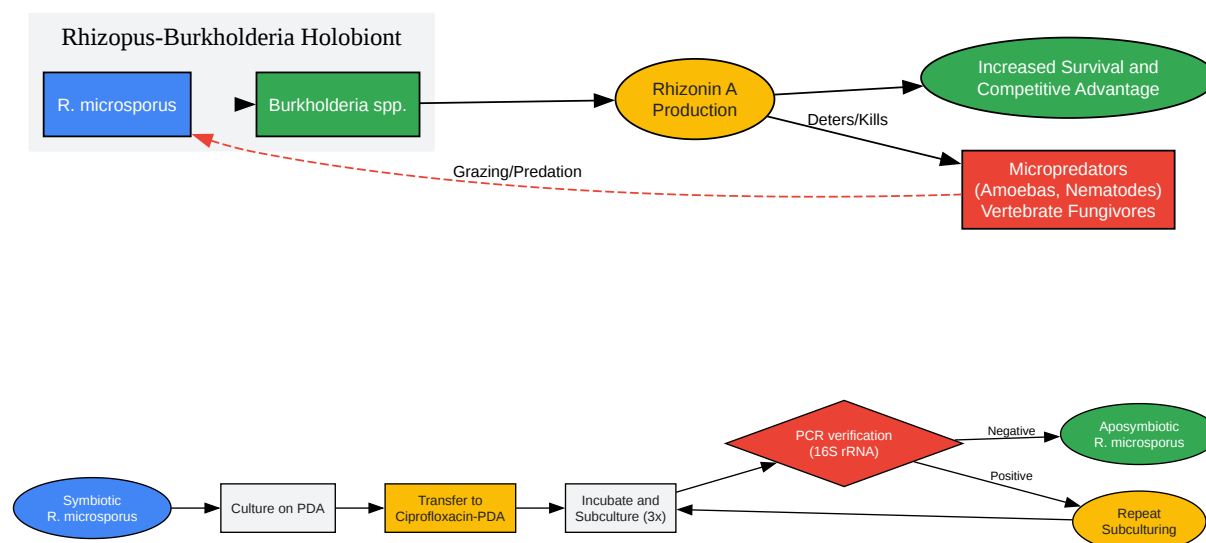 Rhizopus-Burkholderia Holobiont
R. microsporus
Burkholderia spp.
Rhizonin A
Production
Increased Survival and
Competitive Advantage
Deters/Kills
Micropredators
(Amoebas, Nematodes)
Vertebrate Fungivores
Grazing/Predation
Symbiotic
R. microsporus
Culture on PDA
Transfer to
Ciprofloxacin-PDA
Incubate and
Subculture (3x)
PCR verification
(16S rRNA)
Negative
Aposymbiotic
R. microsporus
Positive
Repeat
Subculturing